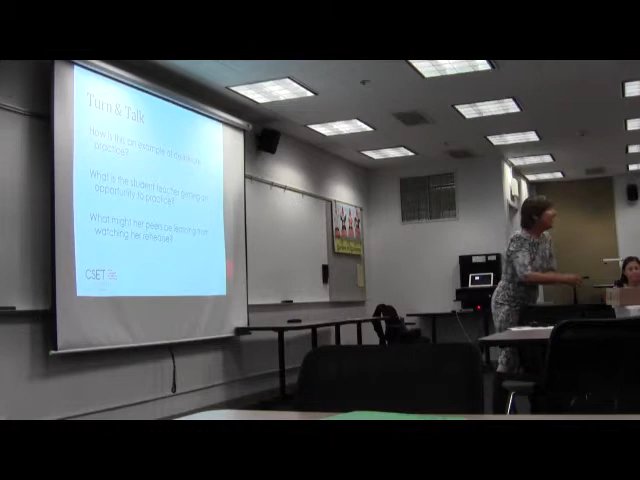 Turn & Talk
How is this an example of deliberate
practice?
What is the student teacher getting an
opportunity to practice?
What might her peers be learning from
watching her rehearse?
CSET